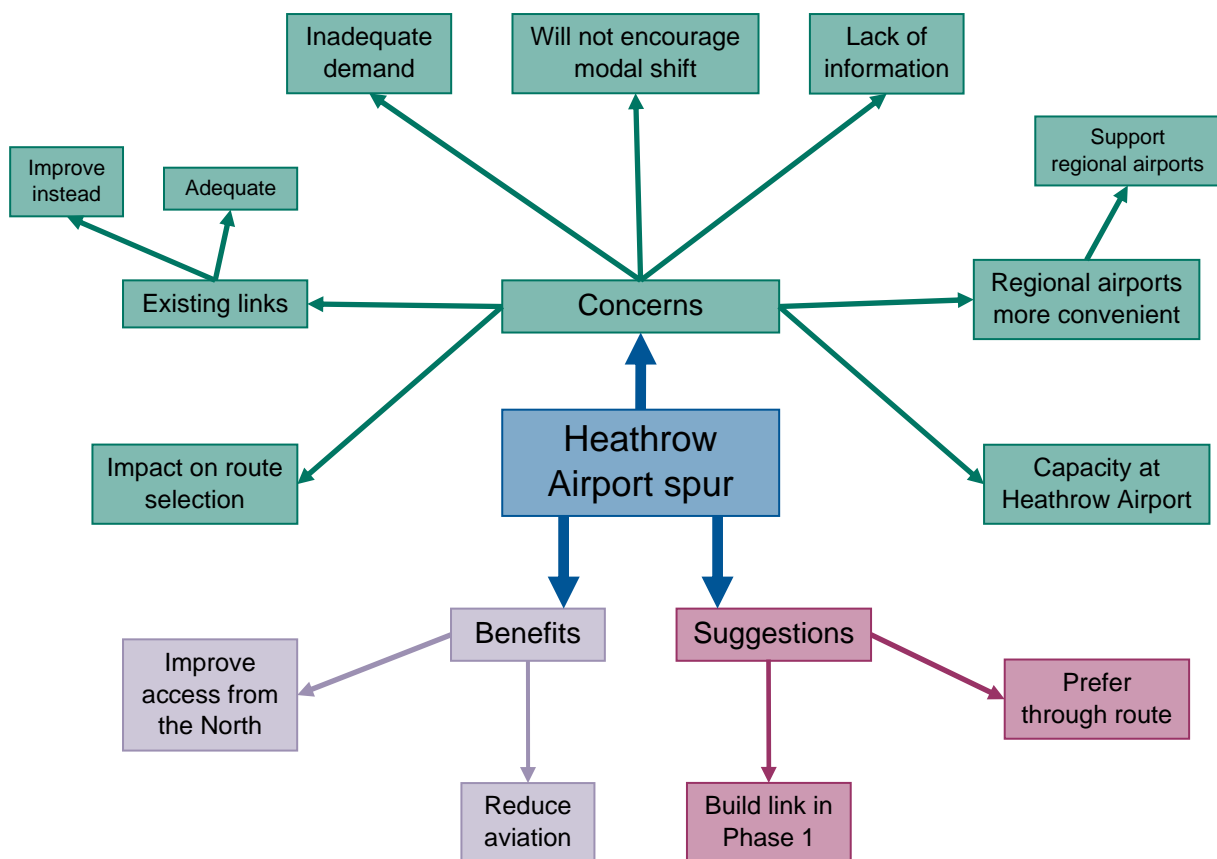 Inadequate
demand
Will not encourage
modal shift
Lack of
information
Support
regional airports
Improve
instead
Adequate
Existing links
Concerns
Regional airports
more convenient
Impact on route
selection
Heathrow
Airport spur
Capacity at
Heathrow Airport
Benefits
Suggestions
Improve
access from
the North
Prefer
through route
Reduce
aviation
Build link in
Phase 1